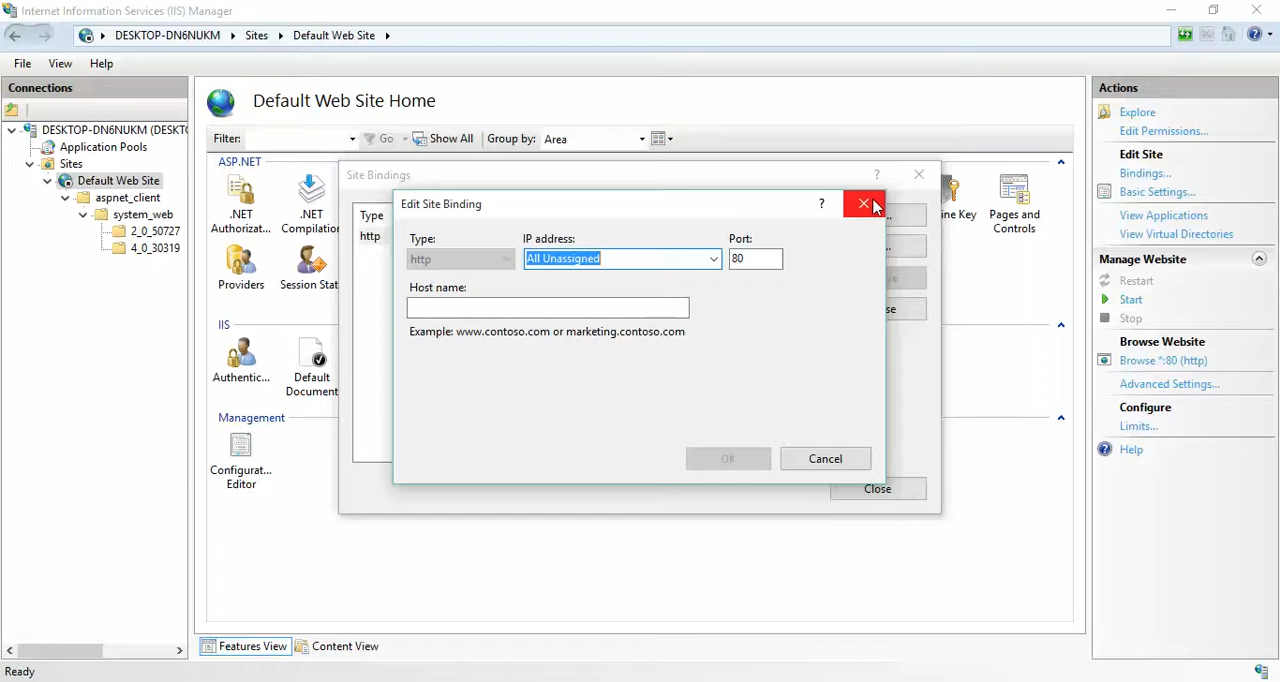 Internet Information Services (IIS) Manager
DESKTOP-DN6NUKM
Sites
Default Web Site
File View Help
Connections
DESKTOP-DN6NUKM (DESKT
Application Pools
Sites
Default Web Site
aspnet_client
system_web
2_0_50727
4_0_30319
Default Web Site Home
Filter: Go Show All Group by: Area
ASP.NET
.NET
Authorizat...
.NET
Compilation
Pages and
Controls
Providers
Session Stat
IIS
Authentic...
Default
Document
Management
Configurat...
Editor
Site Bindings ?
Type
http
Close
Edit Site Binding ?
Type: IP address: Port:
http All Unassigned 80
Host name:
Example: www.contoso.com or marketing.contoso.com
OK Cancel
Features View Content View
Actions
Explore
Edit Permissions...
Edit Site
Bindings...
Basic Settings...
View Applications
View Virtual Directories
Manage Website
Restart
Start
Stop
Browse Website
Browse *:80 (http)
Advanced Settings...
Configure
Limits...
Help
Ready